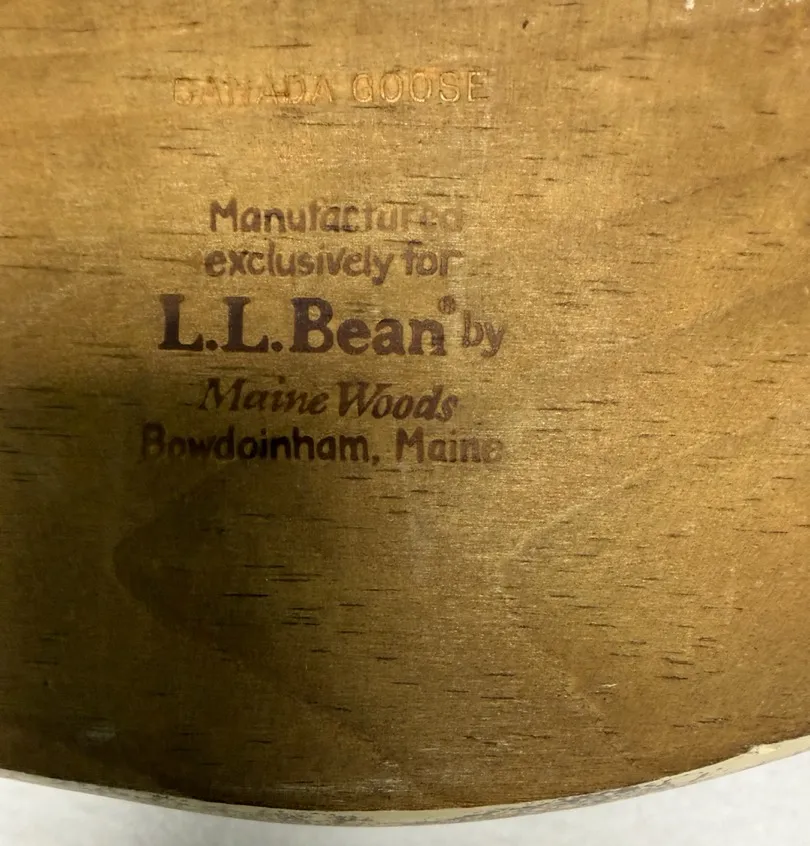 CANADA GOOSE
Manufactured
exclusively for
L.L.Bean® by
Maine Woods
Bowdoinham, Maine